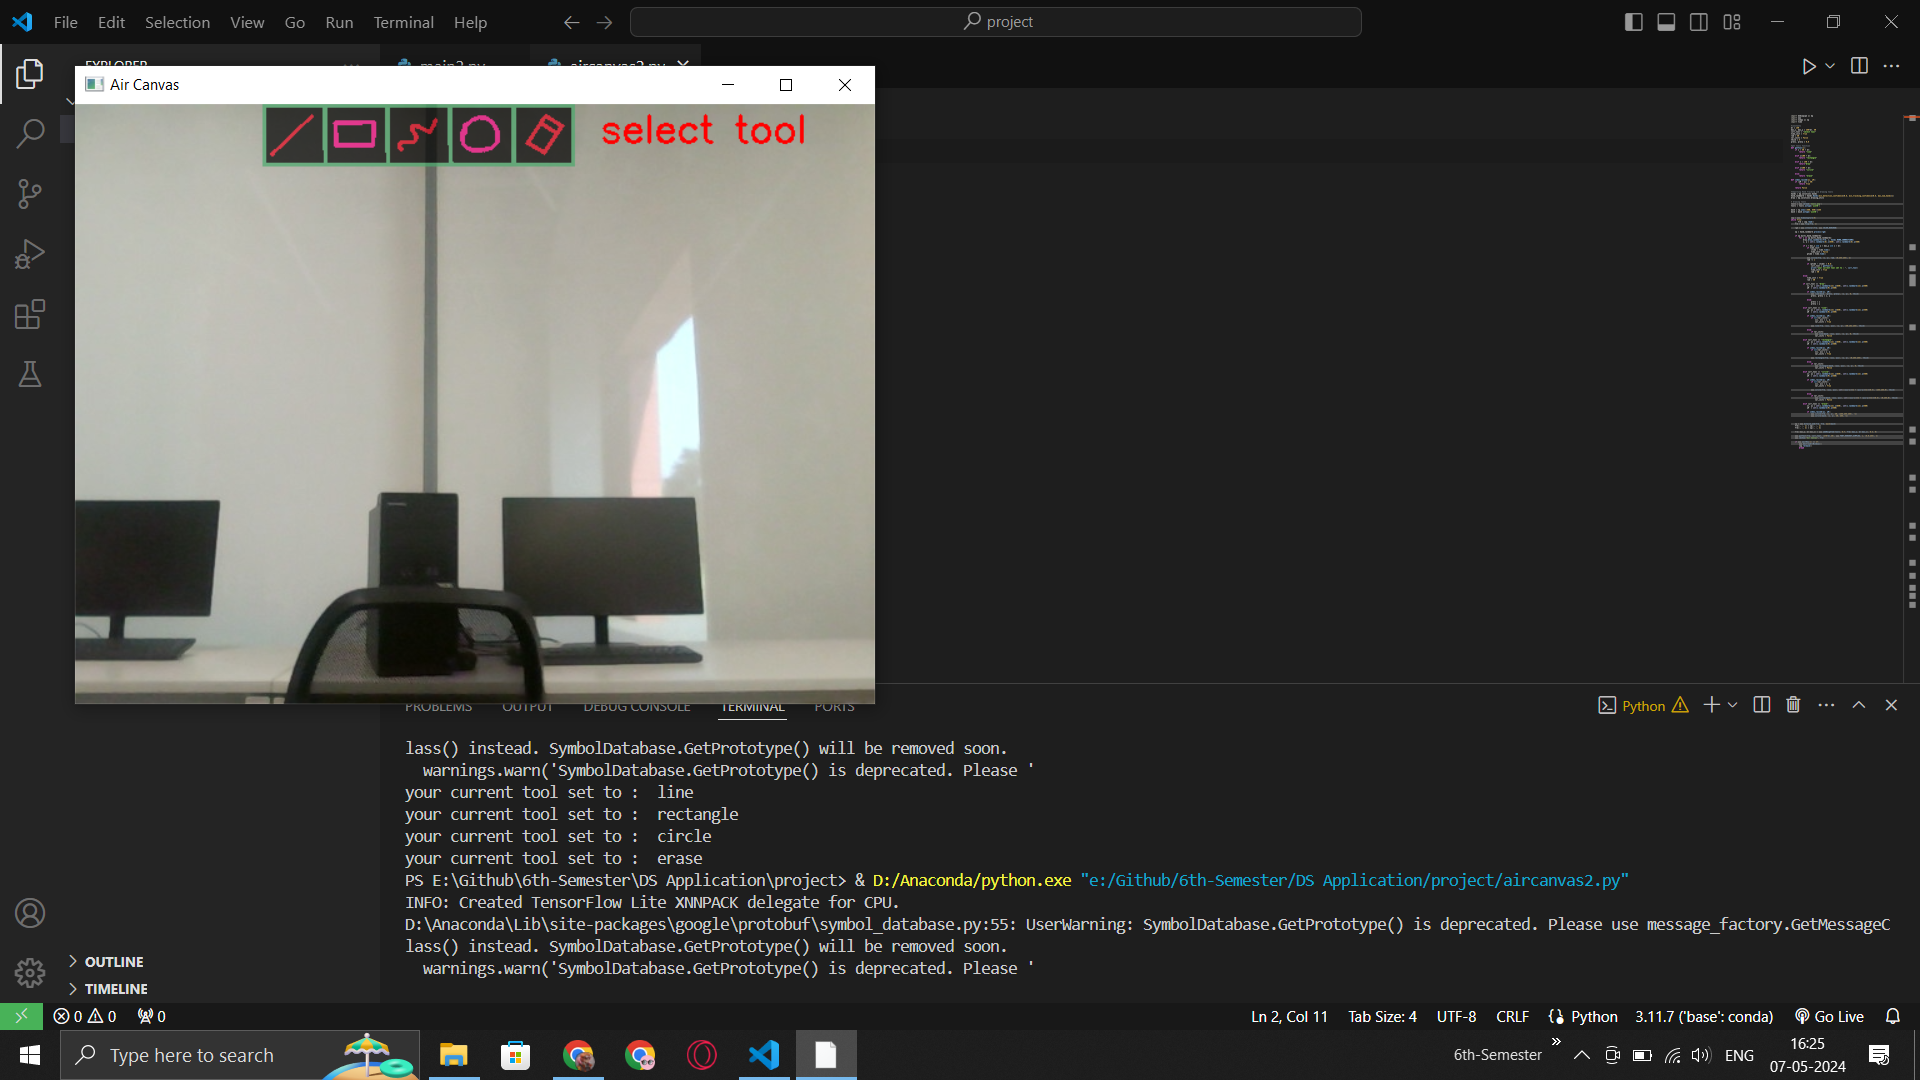 File Edit Selection View Go Run Terminal Help
project
Air Canvas
select tool
PROBLEMS OUTPUT DEBUG CONSOLE TERMINAL PORTS
Python
lass() instead. SymbolDatabase.GetPrototype() will be removed soon.
warnings.warn('SymbolDatabase.GetPrototype() is deprecated. Please '
your current tool set to :  line
your current tool set to :  rectangle
your current tool set to :  circle
your current tool set to :  erase
PS E:\Github\6th-Semester\DS Application\project> & D:/Anaconda/python.exe "e:/Github/6th-Semester/DS Application/project/aircanvas2.py"
INFO: Created TensorFlow Lite XNNPACK delegate for CPU.
D:\Anaconda\Lib\site-packages\google\protobuf\symbol_database.py:55: UserWarning: SymbolDatabase.GetPrototype() is deprecated. Please use message_factory.GetMessageC
lass() instead. SymbolDatabase.GetPrototype() will be removed soon.
warnings.warn('SymbolDatabase.GetPrototype() is deprecated. Please '
OUTLINE
TIMELINE
0 0 0
Ln 2, Col 11 Tab Size: 4 UTF-8 CRLF Python 3.11.7 ('base': conda) Go Live
Type here to search
6th-Semester
ENG
16:25
07-05-2024